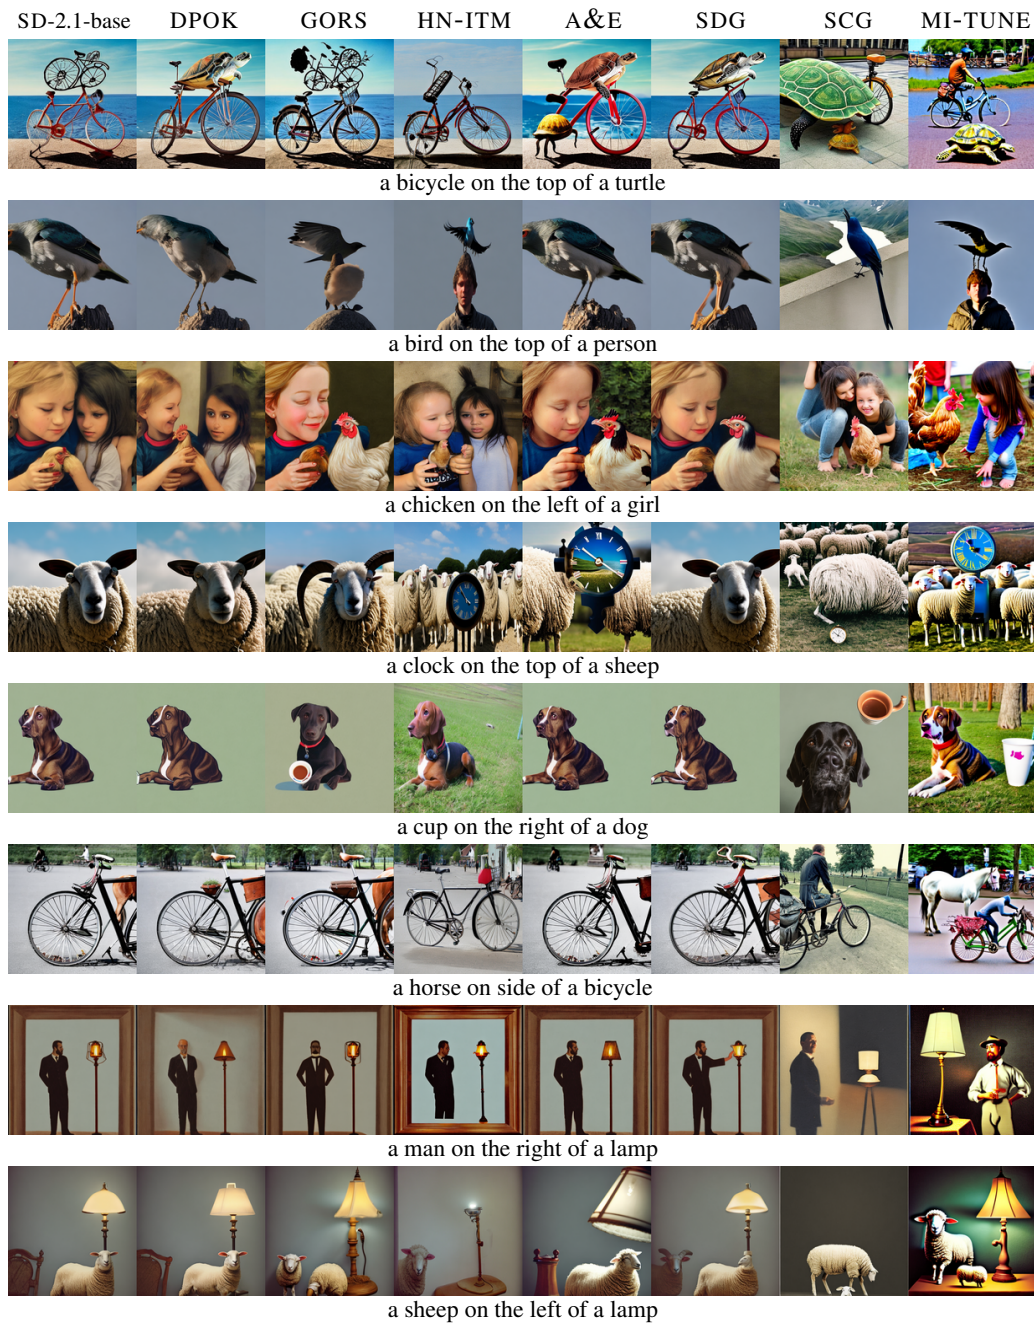 SD-2.1-base DPOK GORS HN-ITM A&E SDG SCG MI-TUNE
a bicycle on the top of a turtle
a bird on the top of a person
a chicken on the left of a girl
a clock on the top of a sheep
a cup on the right of a dog
a horse on side of a bicycle
a man on the right of a lamp
a sheep on the left of a lamp